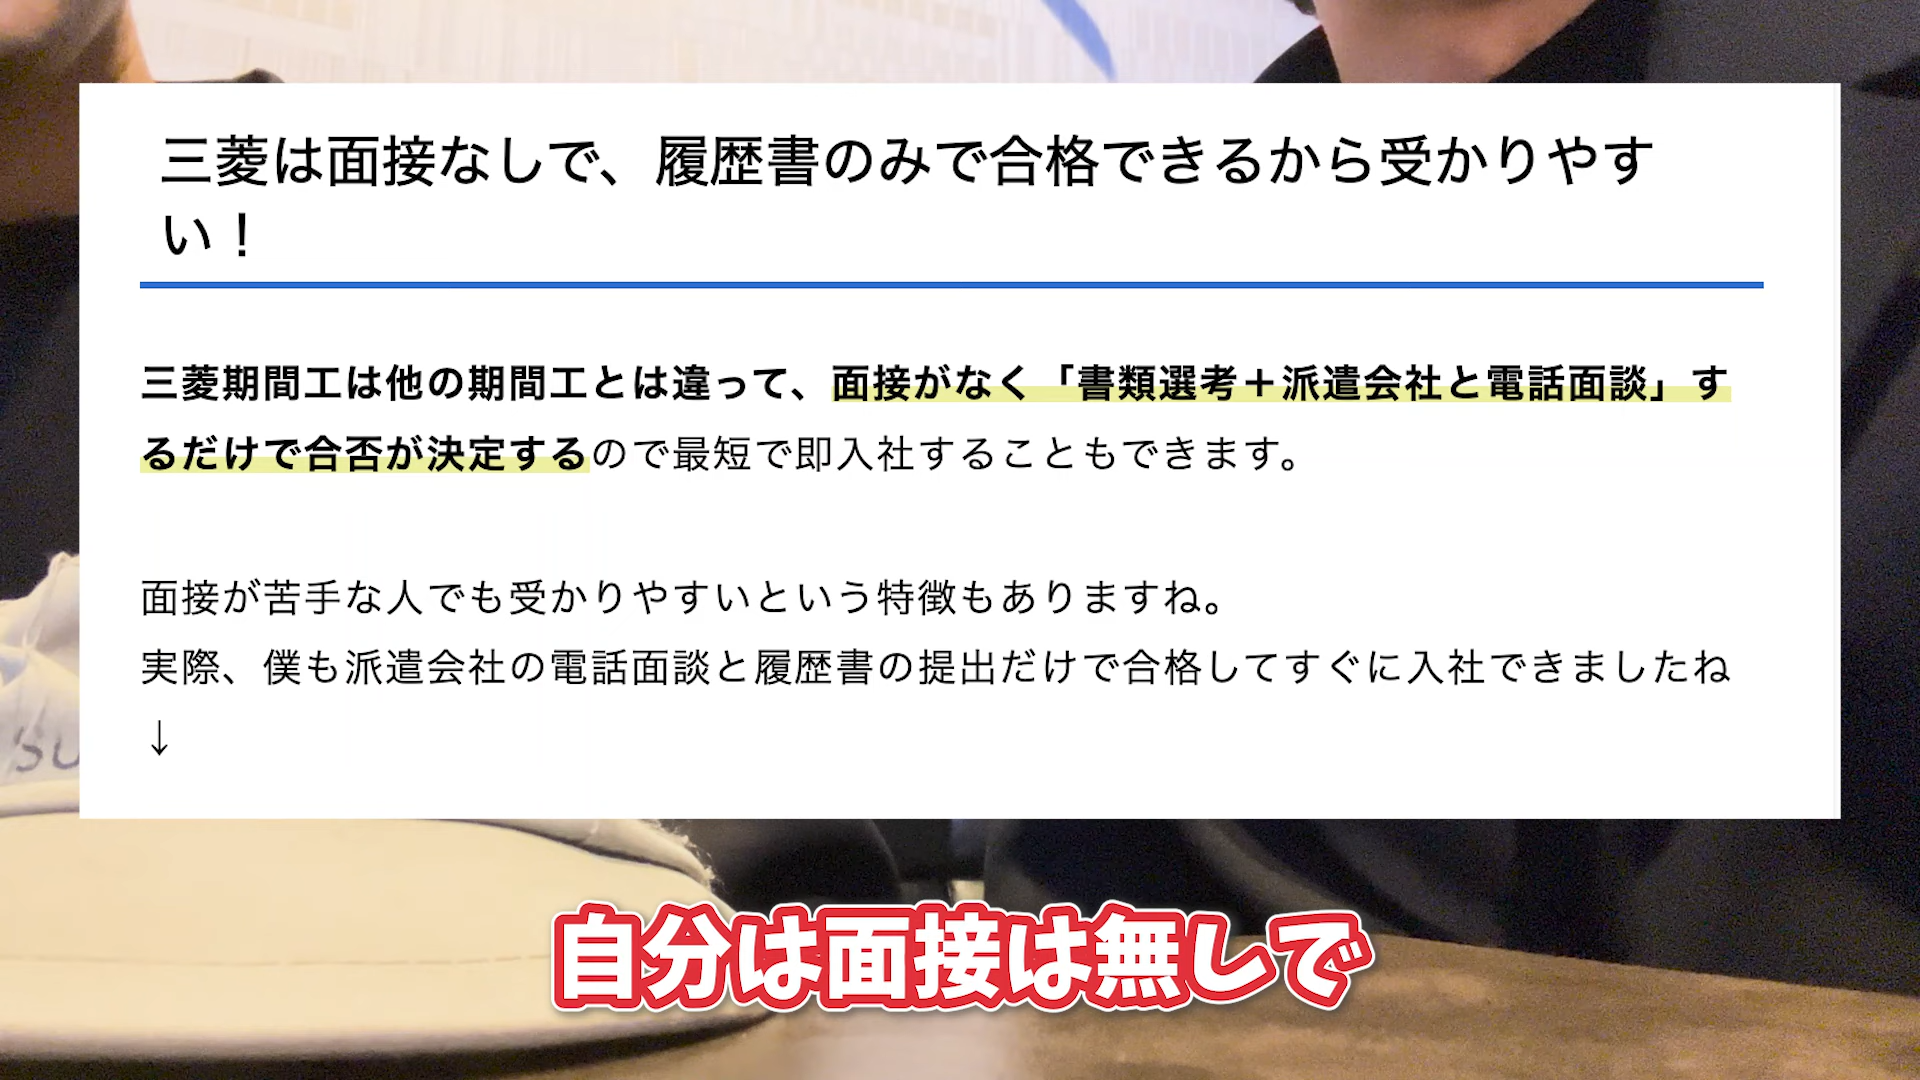 三菱は面接なしで、履歴書のみで合格できるから受かりやす
い！
三菱期間工は他の期間工とは違って、面接がなく「書類選考＋派遣会社と電話面談」す
るだけで合否が決定するので最短で即入社することもできます。
面接が苦手な人でも受かりやすいという特徴もありますね。
実際、僕も派遣会社の電話面談と履歴書の提出だけで合格してすぐに入社できましたね
↓
自分は面接は無しで